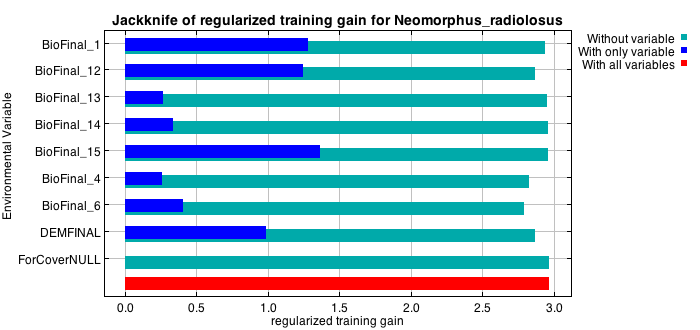 Jackknife of regularized training gain for Neomorphus_radiolosus
Without variable
With only variable
With all variables
Environmental Variable
BioFinal_1
BioFinal_12
BioFinal_13
BioFinal_14
BioFinal_15
BioFinal_4
BioFinal_6
DEMFINAL
ForCoverNULL
0.0 0.5 1.0 1.5 2.0 2.5 3.0
regularized training gain